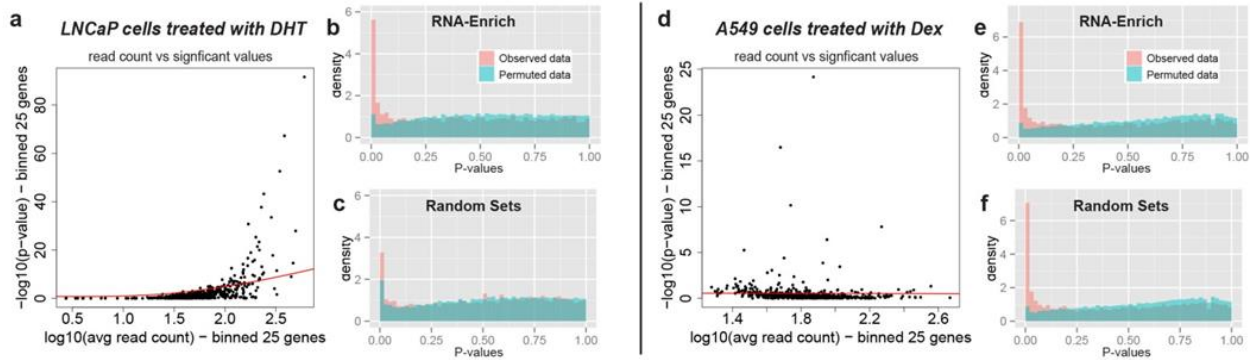 a
LNCaP cells treated with DHT
read count vs signficant values
−log10(p−value) − binned 25 genes
80
60
40
20
0
0.5 1.0 1.5 2.0 2.5
log10(avg read count) − binned 25 genes
b
RNA-Enrich
Observed data
Permuted data
density
6
4
2
0
0.00 0.25 0.50 0.75 1.00
P-values
c
Random Sets
density
6
4
2
0
0.00 0.25 0.50 0.75 1.00
P-values
d
A549 cells treated with Dex
read count vs signficant values
−log10(p−value) − binned 25 genes
25
20
15
10
5
0
1.4 1.8 2.2 2.6
log10(avg read count) − binned 25 genes
e
RNA-Enrich
Observed data
Permuted data
density
6
4
2
0
0.00 0.25 0.50 0.75 1.00
P-values
f
Random Sets
density
6
4
2
0
0.00 0.25 0.50 0.75 1.00
P-values